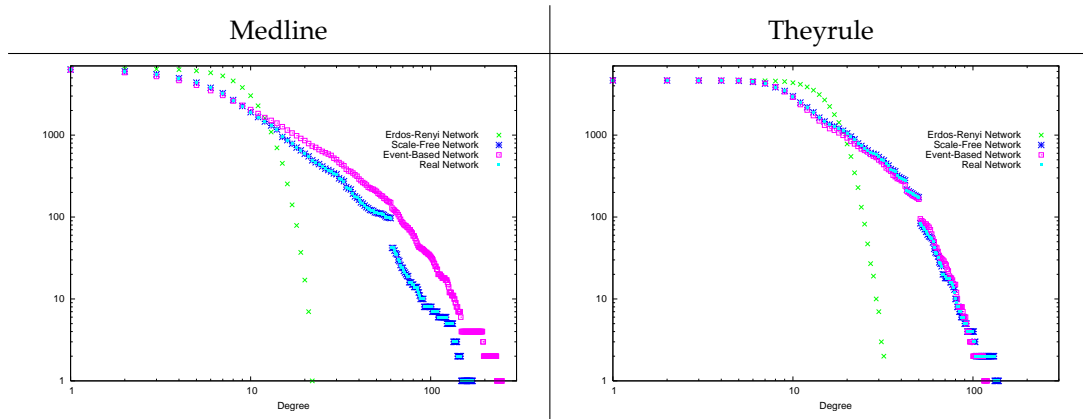 Medline
Theyrule
1000
100
10
1
1
10
100
Degree
Erdos-Renyi Network
Scale-Free Network
Event-Based Network
Real Network
1000
100
10
1
1
10
100
Degree
Erdos-Renyi Network
Scale-Free Network
Event-Based Network
Real Network